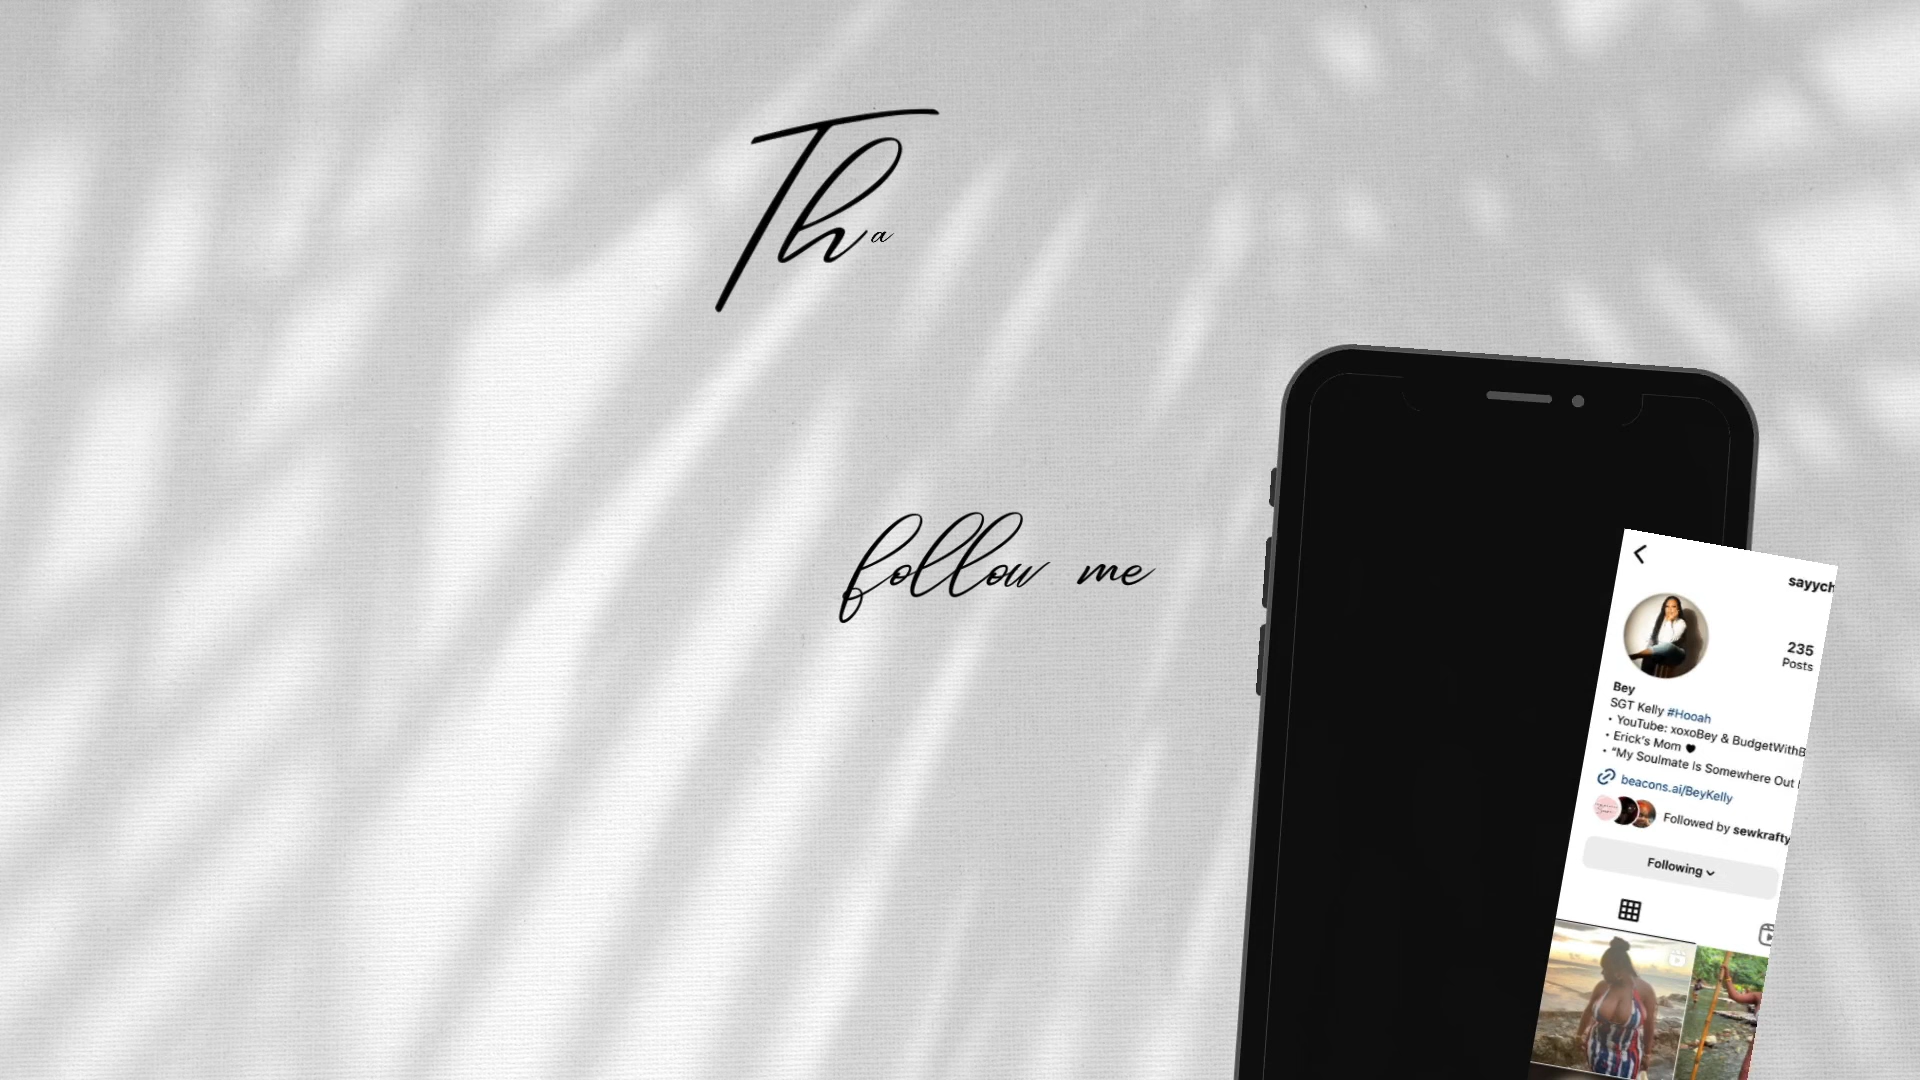 Tha
follow me
sayych
235
Posts
Bey
SGT Kelly #Hooah
• YouTube: xoxoBey & BudgetWithB
• Erick's Mom 🖤
• "My Soulmate Is Somewhere Out
beacons.ai/BeyKelly
Followed by sewkrafty
Following